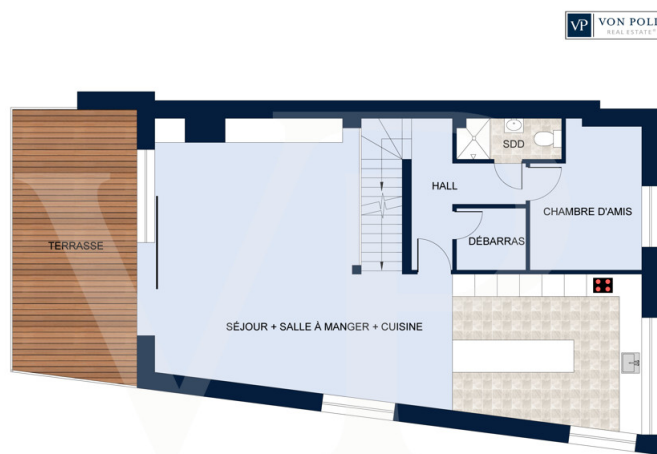 VP VON POLL
REAL ESTATE
SDD
HALL
CHAMBRE D'AMIS
TERRASSE
DÉBARRAS
SÉJOUR + SALLE À MANGER + CUISINE